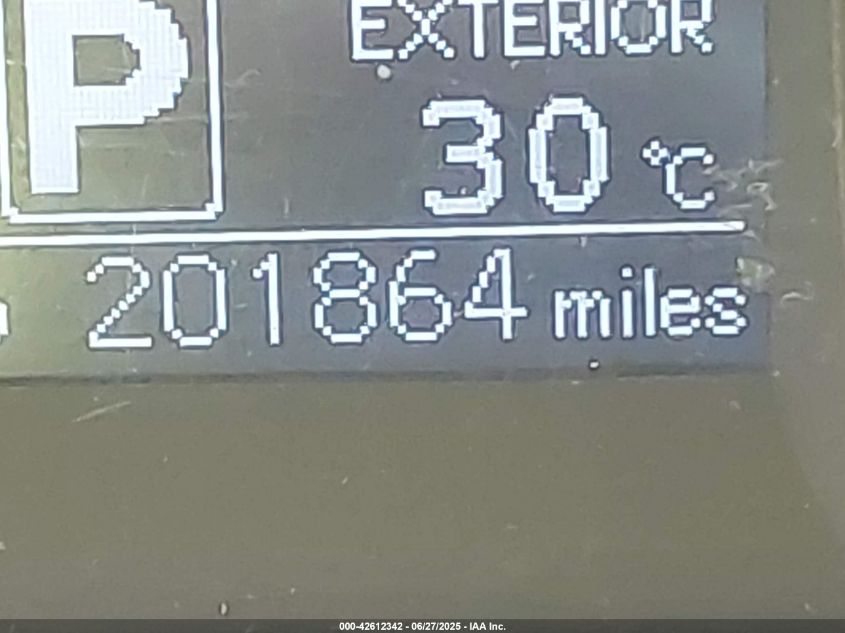 P
EXTERIOR
30 °C
201864 miles
000-42612342 - 06/27/2025 - IAA Inc.